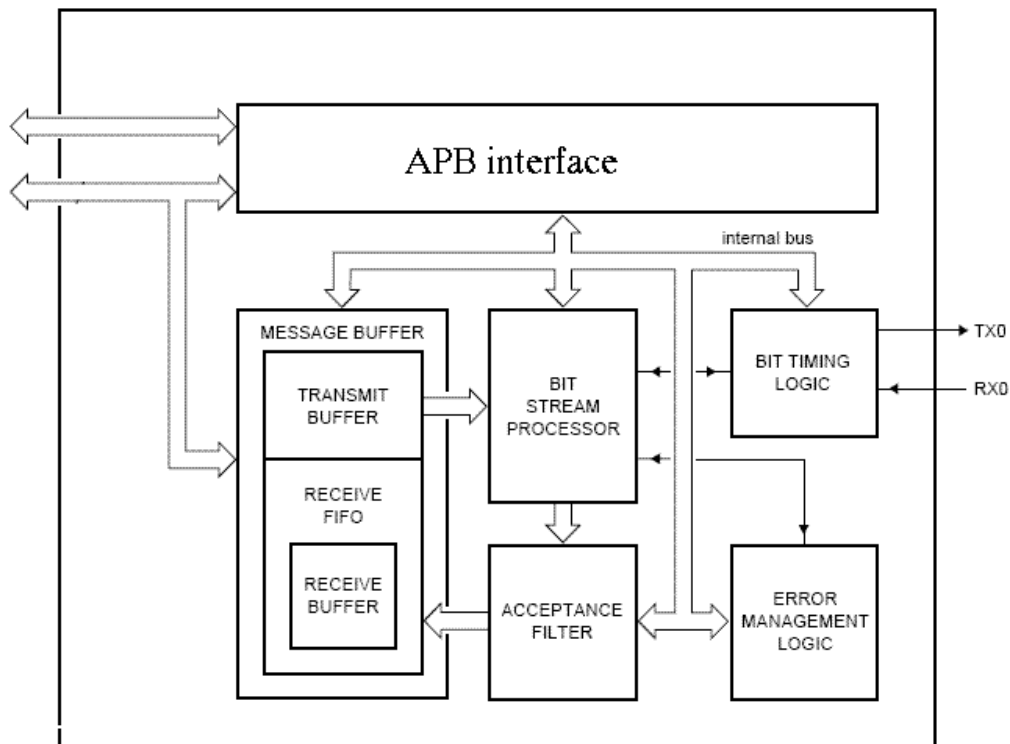 APB interface
internal bus
MESSAGE BUFFER
TRANSMIT
BUFFER
RECEIVE
FIFO
RECEIVE
BUFFER
BIT
STREAM
PROCESSOR
ACCEPTANCE
FILTER
BIT TIMING
LOGIC
TX0
RX0
ERROR
MANAGEMENT
LOGIC